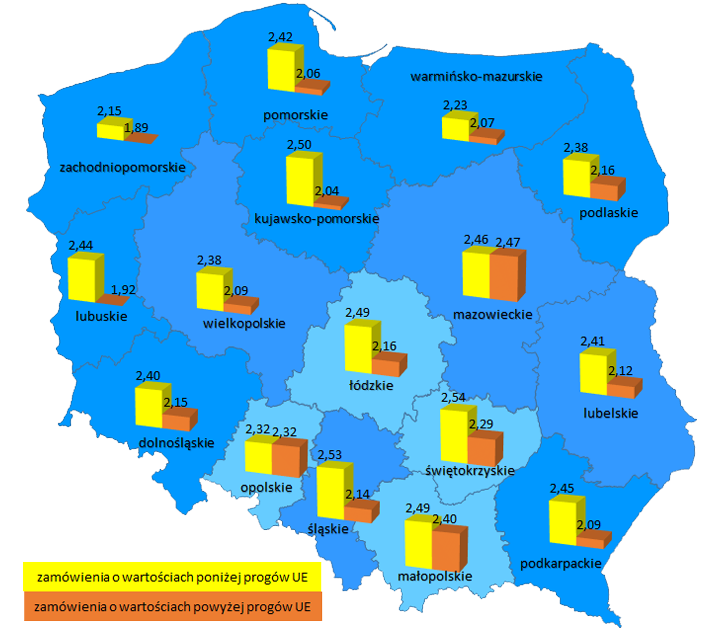 2,42
2,06
pomorskie
warmińsko-mazurskie
2,23
2,07
2,15
1,89
zachodniopomorskie
2,50
2,04
kujawsko-pomorskie
2,38
2,16
podlaskie
2,44
1,92
lubuskie
2,38
2,09
wielkopolskie
2,46 2,47
mazowieckie
2,49
2,16
łódzkie
2,41
2,12
lubelskie
2,40
2,15
dolnośląskie
2,32 2,32
opolskie
2,54
2,29
świętokrzyskie
2,53
2,14
śląskie
2,49
2,40
małopolskie
2,45
2,09
podkarpackie
zamówienia o wartościach poniżej progów UE
zamówienia o wartościach powyżej progów UE